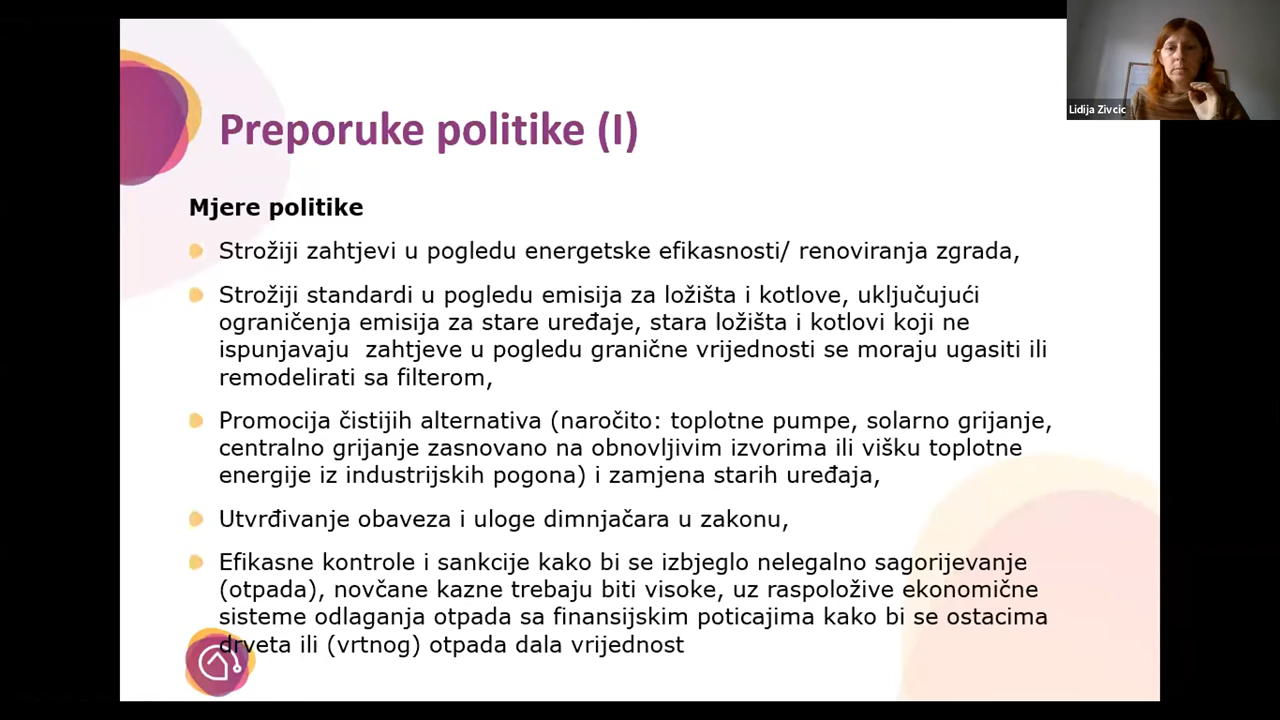 Lidija Zivcic
Preporuke politike (I)
Mjere politike
Strožiji zahtjevi u pogledu energetske efikasnosti/ renoviranja zgrada,
Strožiji standardi u pogledu emisija za ložišta i kotlove, uključujući
ograničenja emisija za stare uređaje, stara ložišta i kotlovi koji ne
ispunjavaju  zahtjeve u pogledu granične vrijednosti se moraju ugasiti ili
remodelirati sa filterom,
Promocija čistijih alternativa (naročito: toplotne pumpe, solarno grijanje,
centralno grijanje zasnovano na obnovljivim izvorima ili višku toplotne
energije iz industrijskih pogona) i zamjena starih uređaja,
Utvrđivanje obaveza i uloge dimnjačara u zakonu,
Efikasne kontrole i sankcije kako bi se izbjeglo nelegalno sagorijevanje
(otpada), novčane kazne trebaju biti visoke, uz raspoložive ekonomične
sisteme odlaganja otpada sa finansijskim poticajima kako bi se ostacima
drveta ili (vrtnog) otpada dala vrijednost